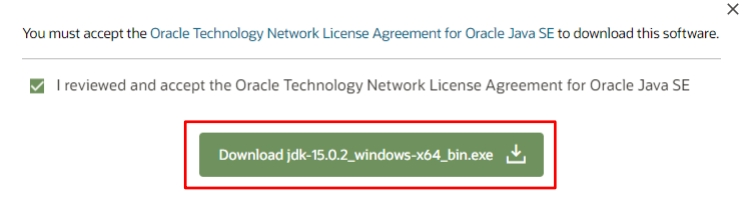 You must accept the Oracle Technology Network License Agreement for Oracle Java SE to download this software.
I reviewed and accept the Oracle Technology Network License Agreement for Oracle Java SE
Download jdk-15.0.2_windows-x64_bin.exe